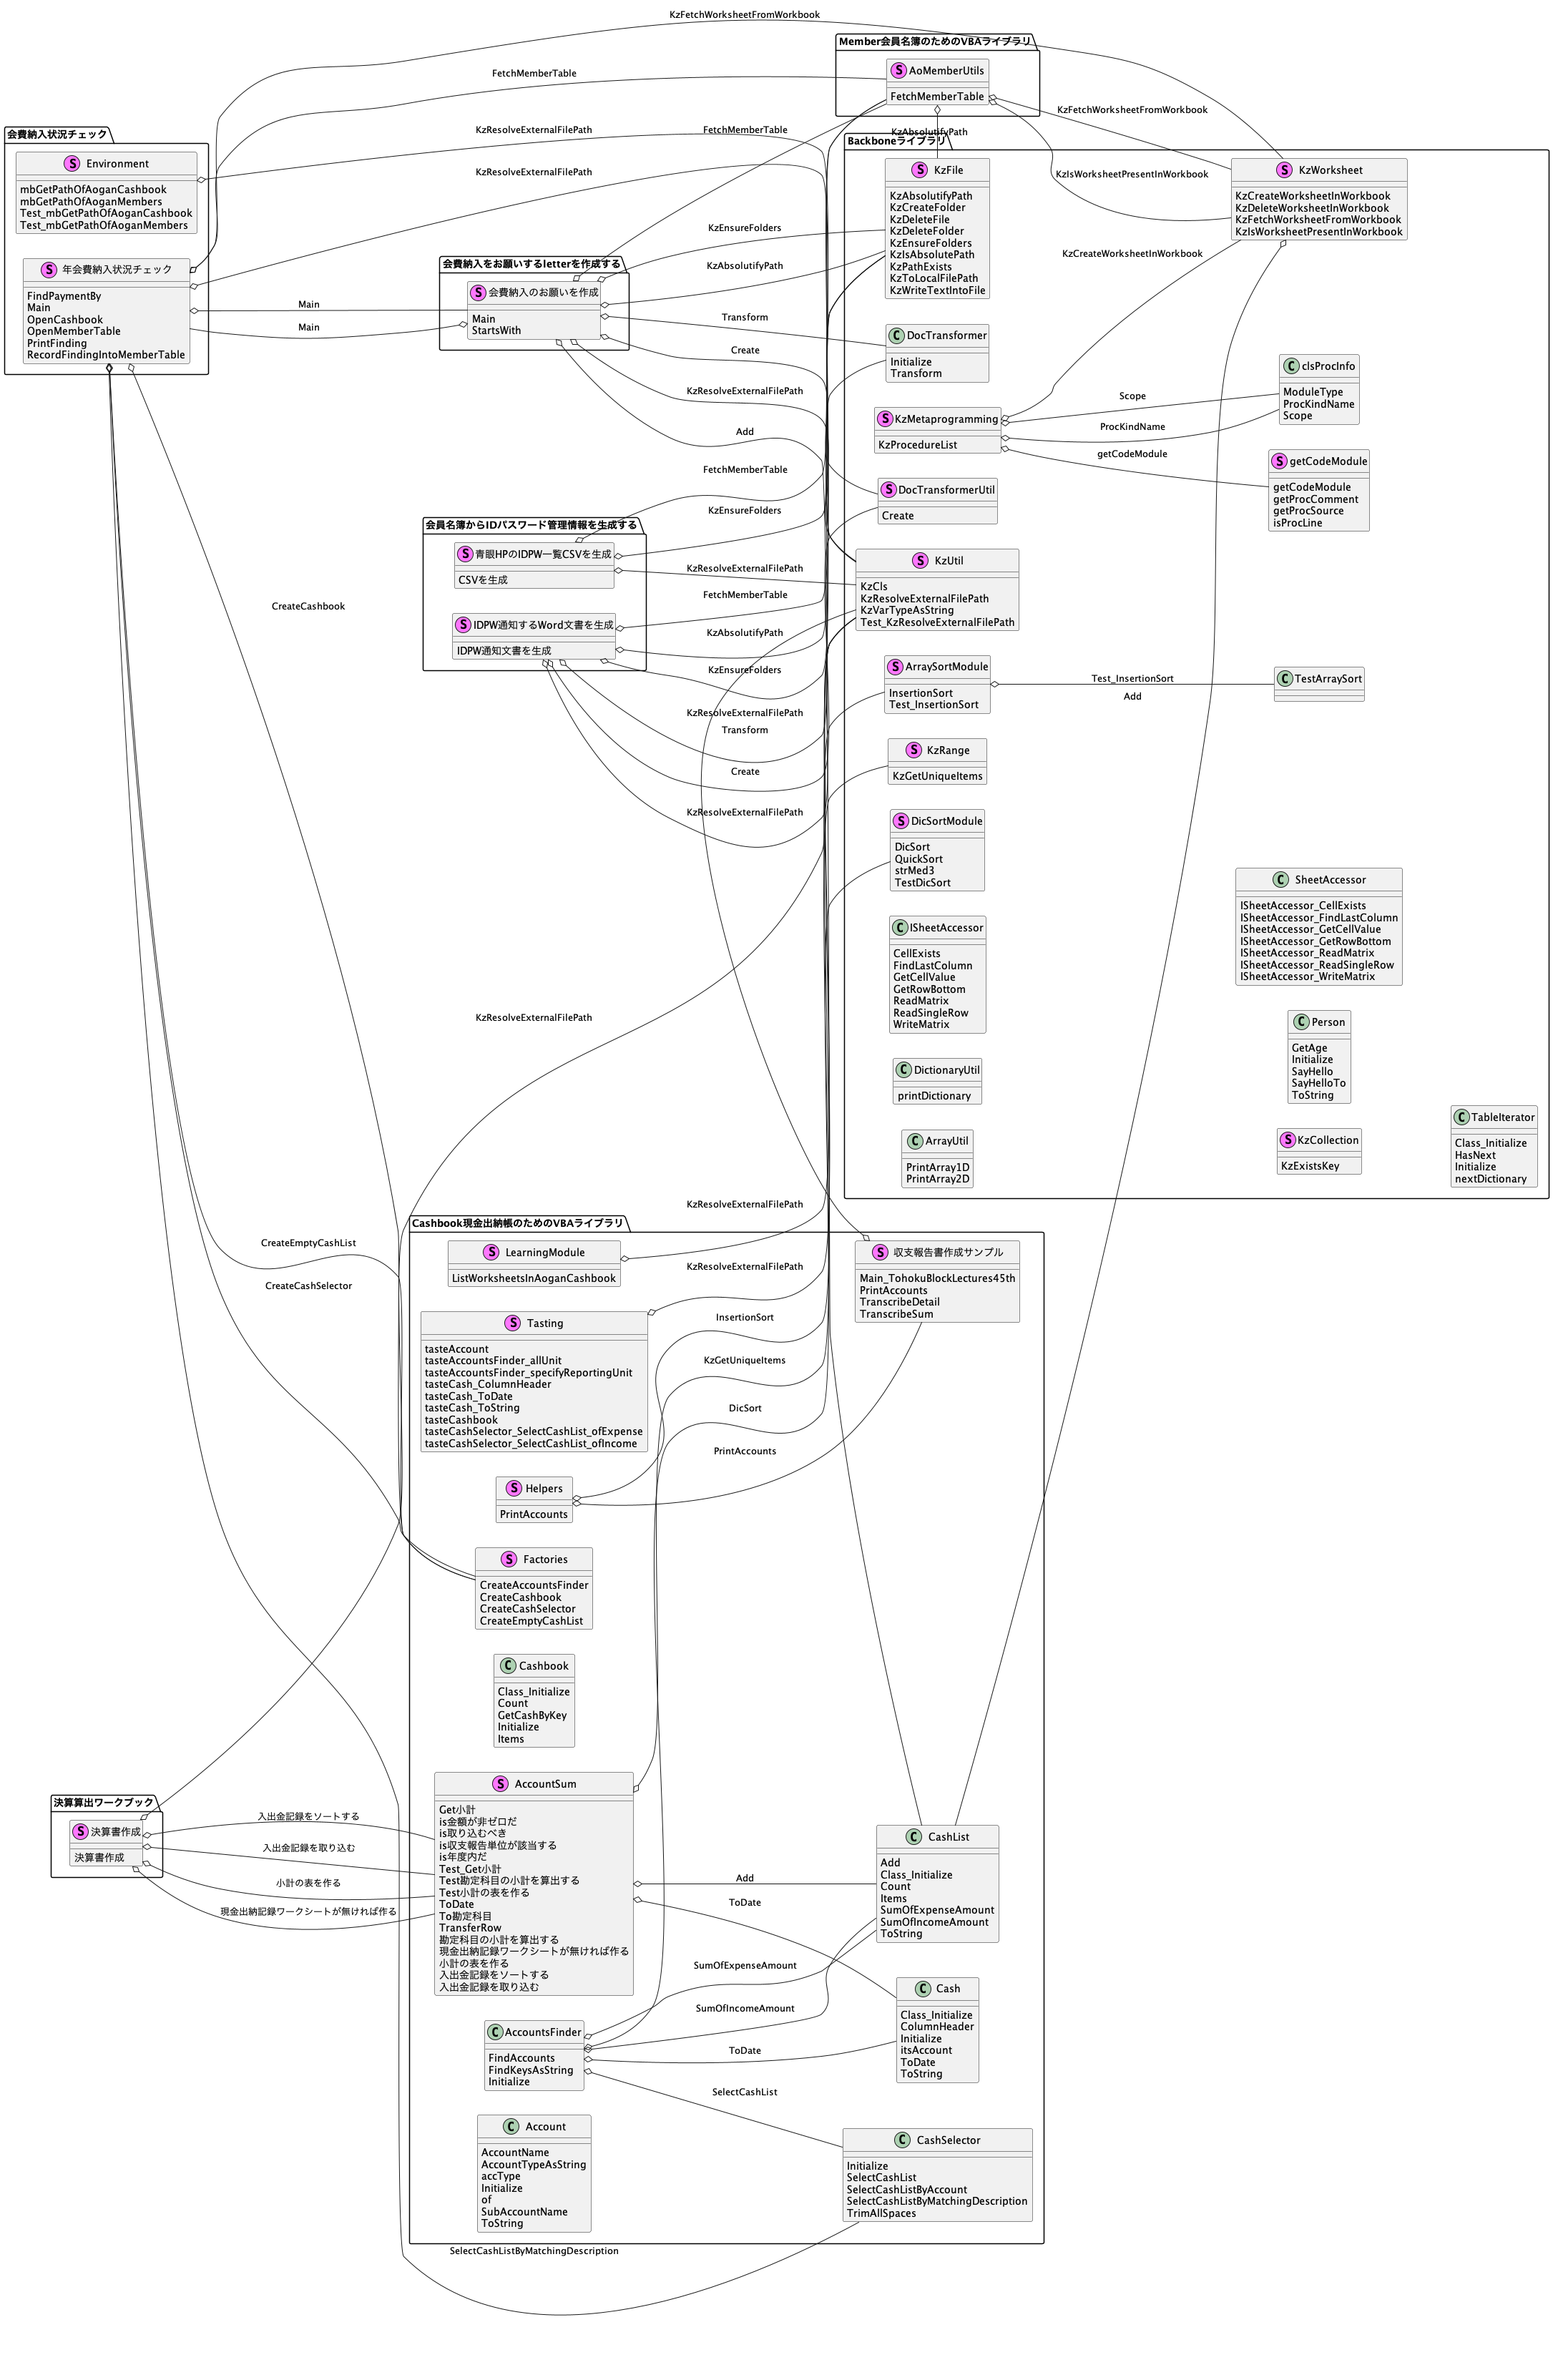 KzFetchWorksheetFromWorkbook
Member会員名簿のためのVBAライブラリ
S AoMemberUtils
FetchMemberTable
FetchMemberTable
KzFetchWorksheetFromWorkbook
KzAbsolutifyPath
KzIsWorksheetPresentInWorkbook
会費納入状況チェック
S Environment
mbGetPathOfAoganCashbook
mbGetPathOfAoganMembers
Test_mbGetPathOfAoganCashbook
Test_mbGetPathOfAoganMembers
S 年会費納入状況チェック
FindPaymentBy
Main
OpenCashbook
OpenMemberTable
PrintFinding
RecordFindingIntoMemberTable
KzResolveExternalFilePath
FetchMemberTable
KzResolveExternalFilePath
Main
Main
会費納入をお願いするletterを作成する
S 会費納入のお願いを作成
Main
StartsWith
KzEnsureFolders
KzAbsolutifyPath
Transform
Create
KzResolveExternalFilePath
Add
会員名簿からIDパスワード管理情報を生成する
S 青眼HPのIDPW一覧CSVを生成
CSVを生成
S IDPW通知するWord文書を生成
IDPW通知文書を生成
FetchMemberTable
KzEnsureFolders
KzResolveExternalFilePath
FetchMemberTable
KzAbsolutifyPath
KzEnsureFolders
KzResolveExternalFilePath
Transform
Create
KzResolveExternalFilePath
Backboneライブラリ
S KzFile
KzAbsolutifyPath
KzCreateFolder
KzDeleteFile
KzDeleteFolder
KzEnsureFolders
KzIsAbsolutePath
KzPathExists
KzToLocalFilePath
KzWriteTextIntoFile
S KzWorksheet
KzCreateWorksheetInWorkbook
KzDeleteWorksheetInWorkbook
KzFetchWorksheetFromWorkbook
KzIsWorksheetPresentInWorkbook
KzCreateWorksheetInWorkbook
C DocTransformer
Initialize
Transform
C clsProcInfo
ModuleType
ProcKindName
Scope
S KzMetaprogramming
KzProcedureList
Scope
ProcKindName
getCodeModule
S getCodeModule
getCodeModule
getProcComment
getProcSource
isProcLine
S DocTransformerUtil
Create
S KzUtil
KzCls
KzResolveExternalFilePath
KzVarTypeAsString
Test_KzResolveExternalFilePath
S ArraySortModule
InsertionSort
Test_InsertionSort
Test_InsertionSort
Add
C TestArraySort
S KzRange
KzGetUniqueItems
S DicSortModule
DicSort
QuickSort
strMed3
TestDicSort
C SheetAccessor
ISheetAccessor_CellExists
ISheetAccessor_FindLastColumn
ISheetAccessor_GetCellValue
ISheetAccessor_GetRowBottom
ISheetAccessor_ReadMatrix
ISheetAccessor_ReadSingleRow
ISheetAccessor_WriteMatrix
C ISheetAccessor
CellExists
FindLastColumn
GetCellValue
GetRowBottom
ReadMatrix
ReadSingleRow
WriteMatrix
C Person
GetAge
Initialize
SayHello
SayHelloTo
ToString
C DictionaryUtil
printDictionary
C ArrayUtil
PrintArray1D
PrintArray2D
S KzCollection
KzExistsKey
C TableIterator
Class_Initialize
HasNext
Initialize
nextDictionary
CreateCashbook
KzResolveExternalFilePath
CreateEmptyCashList
CreateCashSelector
Cashbook現金出納帳のためのVBAライブラリ
KzResolveExternalFilePath
S LearningModule
ListWorksheetsInAoganCashbook
KzResolveExternalFilePath
S 収支報告書作成サンプル
Main_TohokuBlockLectures45th
PrintAccounts
TranscribeDetail
TranscribeSum
S Tasting
tasteAccount
tasteAccountsFinder_allUnit
tasteAccountsFinder_specifyReportingUnit
tasteCash_ColumnHeader
tasteCash_ToDate
tasteCash_ToString
tasteCashbook
tasteCashSelector_SelectCashList_ofExpense
tasteCashSelector_SelectCashList_ofIncome
InsertionSort
KzGetUniqueItems
DicSort
PrintAccounts
S Helpers
PrintAccounts
S Factories
CreateAccountsFinder
CreateCashbook
CreateCashSelector
CreateEmptyCashList
C Cashbook
Class_Initialize
Count
GetCashByKey
Initialize
Items
S AccountSum
Get小計
is金額が非ゼロだ
is取り込むべき
is収支報告単位が該当する
is年度内だ
Test_Get小計
Test勘定科目の小計を算出する
Test小計の表を作る
ToDate
To勘定科目
TransferRow
勘定科目の小計を算出する
現金出納記録ワークシートが無ければ作る
小計の表を作る
入出金記録をソートする
入出金記録を取り込む
決算算出ワークブック
S 決算書作成
決算書作成
入出金記録をソートする
入出金記録を取り込む
小計の表を作る
現金出納記録ワークシートが無ければ作る
C CashList
Add
Class_Initialize
Count
Items
SumOfExpenseAmount
SumOfIncomeAmount
ToString
Add
ToDate
SumOfExpenseAmount
SumOfIncomeAmount
ToDate
SelectCashList
C Cash
Class_Initialize
ColumnHeader
Initialize
itsAccount
ToDate
ToString
C AccountsFinder
FindAccounts
FindKeysAsString
Initialize
C Account
AccountName
AccountTypeAsString
accType
Initialize
of
SubAccountName
ToString
C CashSelector
Initialize
SelectCashList
SelectCashListByAccount
SelectCashListByMatchingDescription
TrimAllSpaces
SelectCashListByMatchingDescription